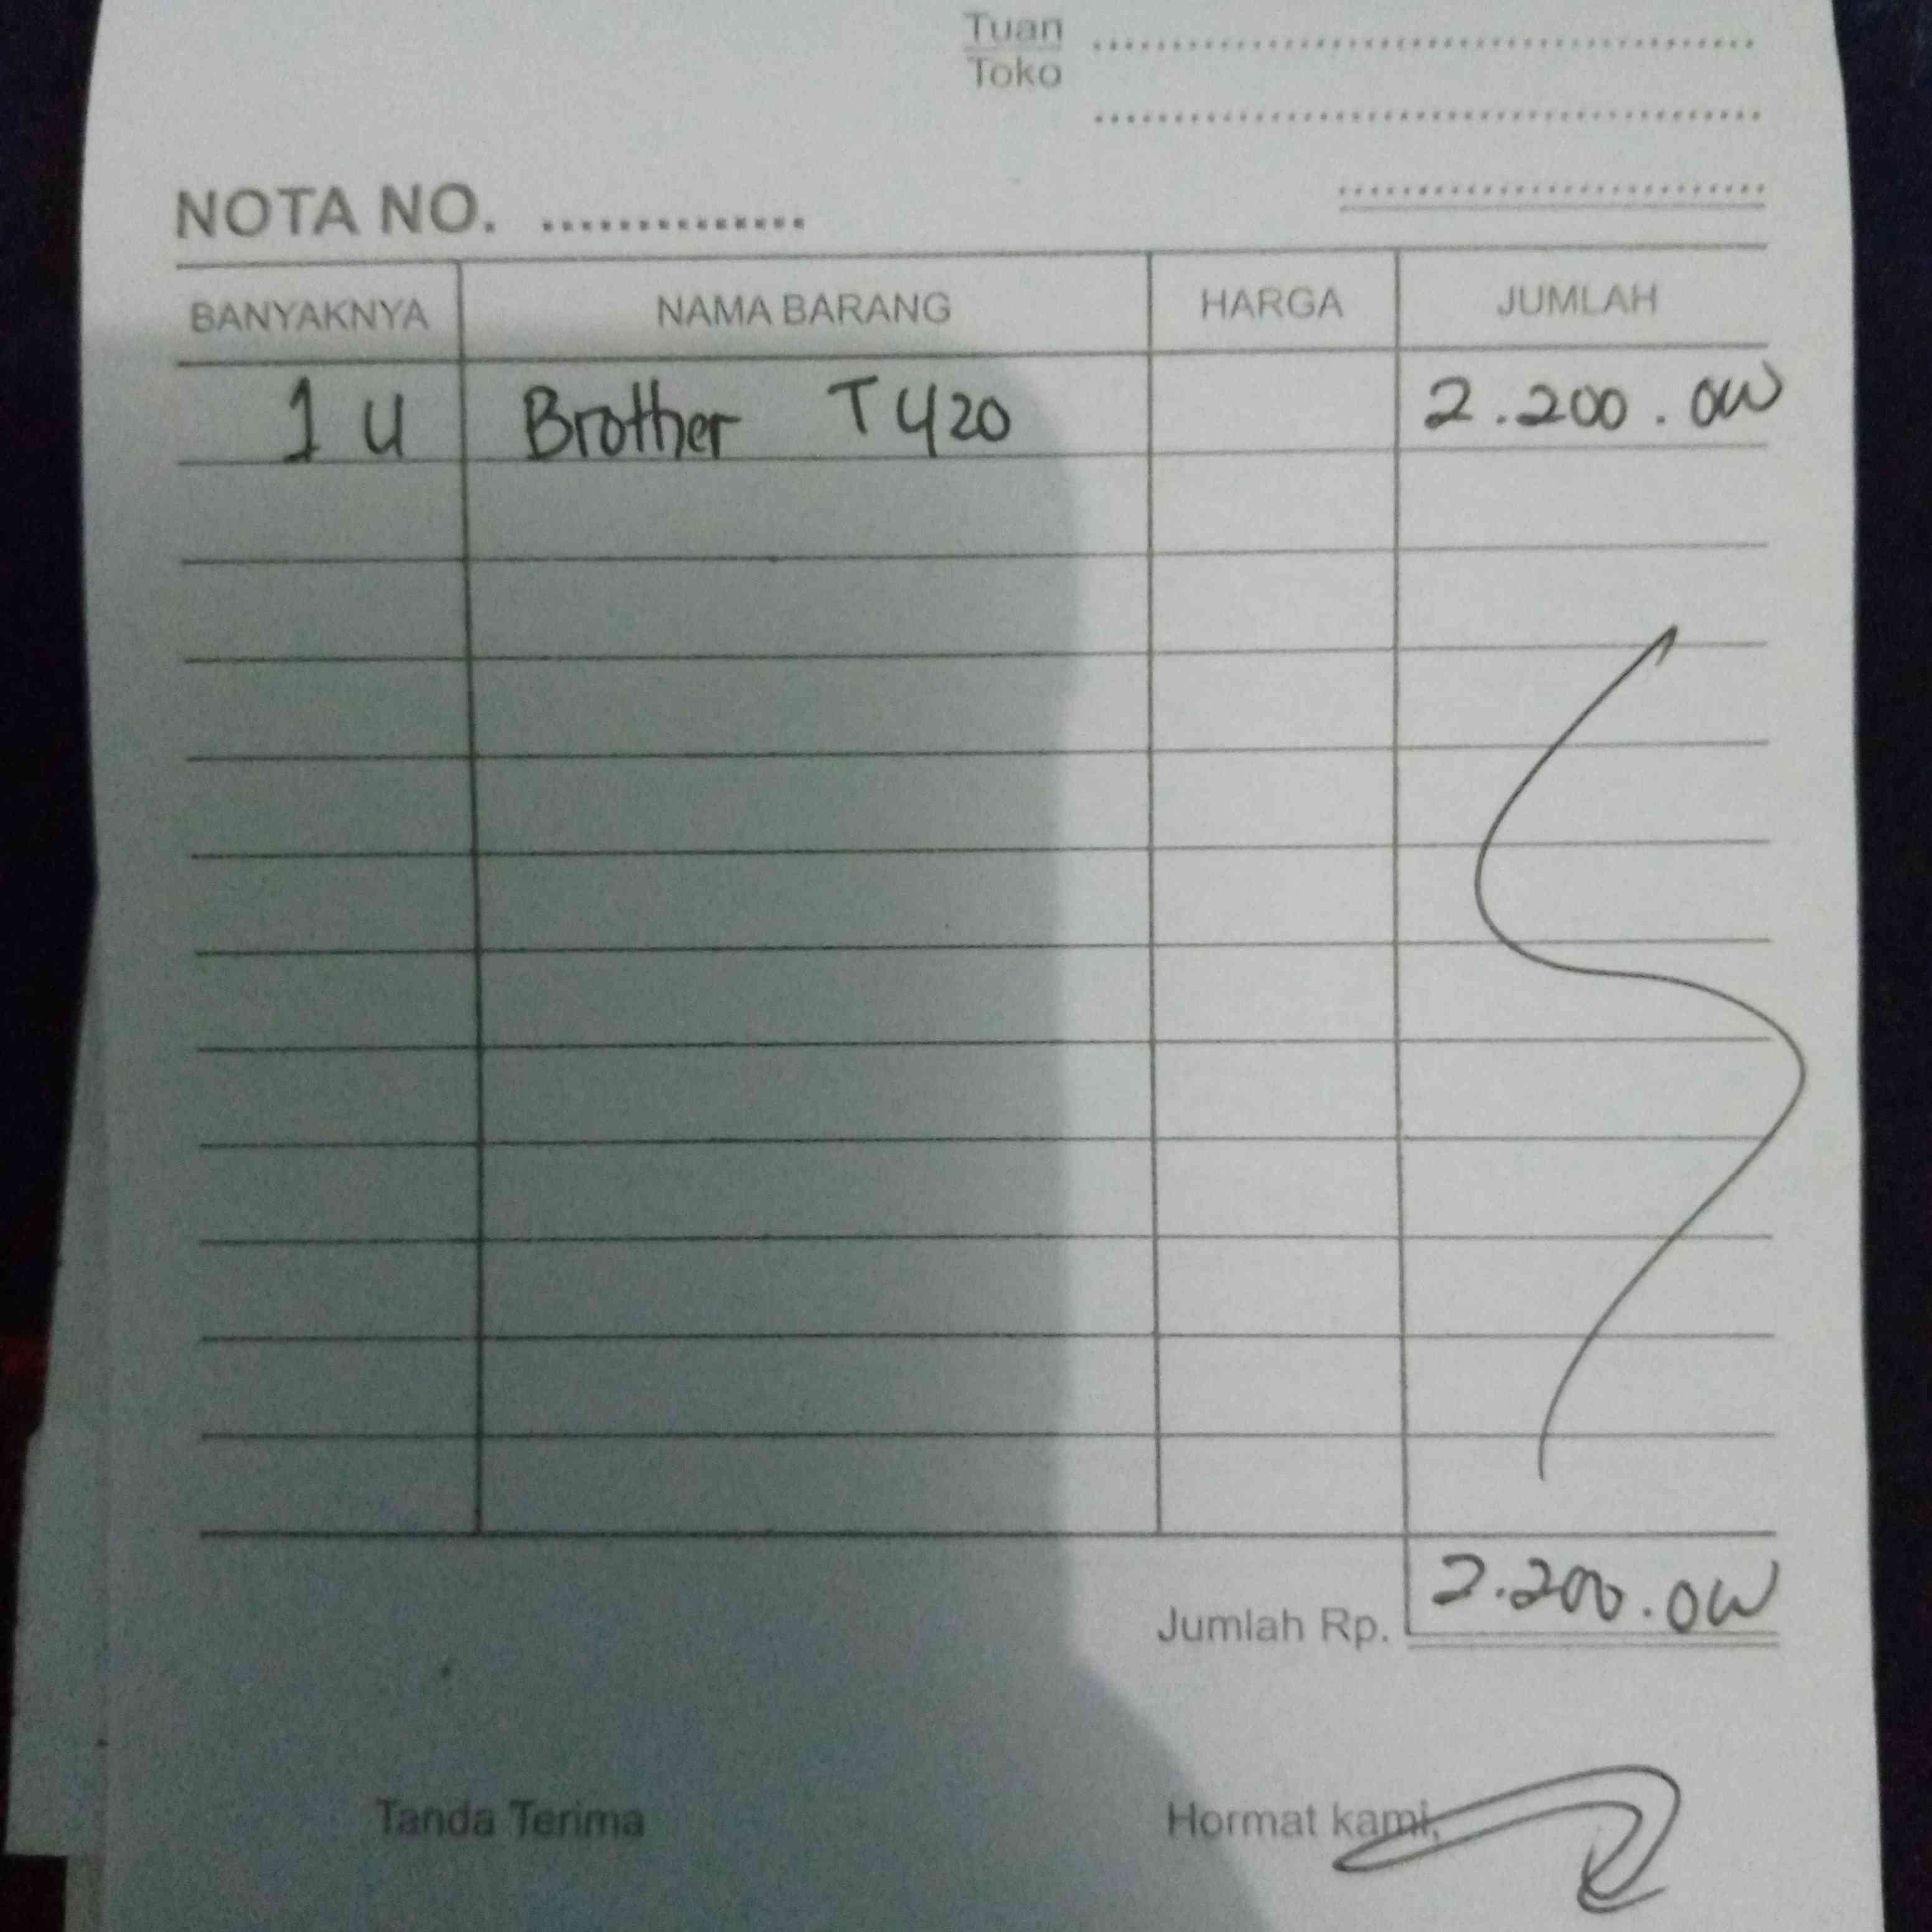 Tuan
Toko
NOTA NO.
BANYAKNYA NAMA BARANG HARGA JUMLAH
1 U Brother T420 2.200.000
Jumlah Rp. 2.200.000
Tanda Terima Hormat kami,